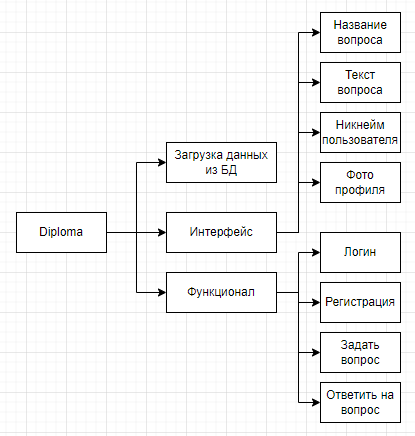 Название
вопроса
Текст
вопроса
Никнейм
пользователя
Фото
профиля
Загрузка данных
из БД
Diploma
Интерфейс
Функционал
Логин
Регистрация
Задать
вопрос
Ответить на
вопрос